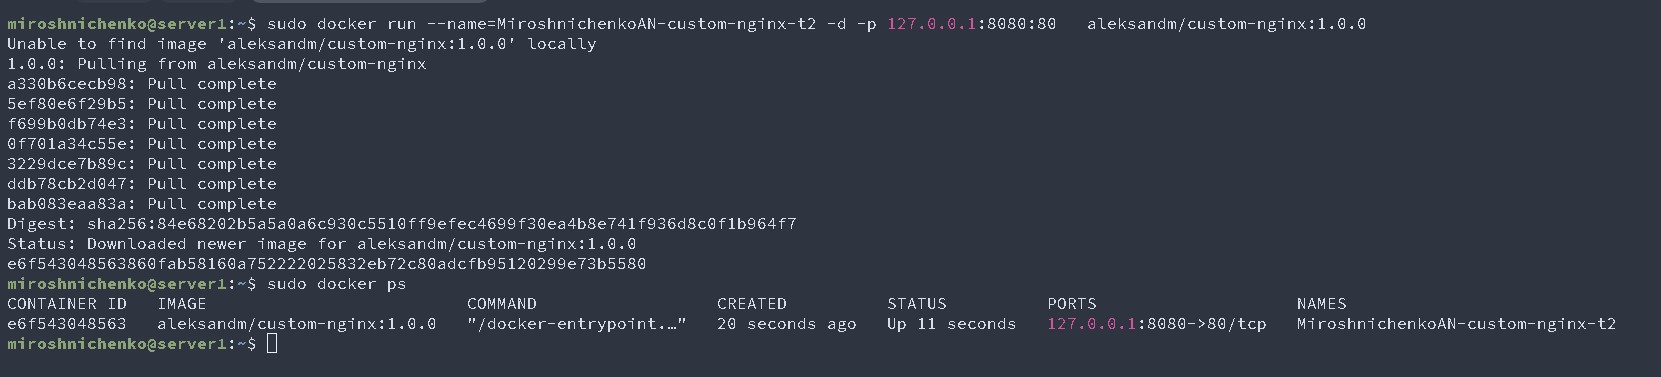 miroshnichenko@server1:~$ sudo docker run --name=MiroshnichenkoAN-custom-nginx-t2 -d -p 127.0.0.1:8080:80   aleksandm/custom-nginx:1.0.0
Unable to find image 'aleksandm/custom-nginx:1.0.0' locally
1.0.0: Pulling from aleksandm/custom-nginx
a330b6cecb98: Pull complete
5ef80e6f29b5: Pull complete
f699b0db74e3: Pull complete
0f701a34c55e: Pull complete
3229dce7b89c: Pull complete
ddb78cb2d047: Pull complete
bab083eaa83a: Pull complete
Digest: sha256:84e68202b5a5a0a6c930c5510ff9efec4699f30ea4b8e741f936d8c0f1b964f7
Status: Downloaded newer image for aleksandm/custom-nginx:1.0.0
e6f543048563860fab58160a752222025832eb72c80adcfb95120299e73b5580
miroshnichenko@server1:~$ sudo docker ps
CONTAINER ID   IMAGE                          COMMAND                  CREATED          STATUS          PORTS                    NAMES
e6f543048563   aleksandm/custom-nginx:1.0.0   "/docker-entrypoint.…"   20 seconds ago   Up 11 seconds   127.0.0.1:8080->80/tcp   MiroshnichenkoAN-custom-nginx-t2
miroshnichenko@server1:~$